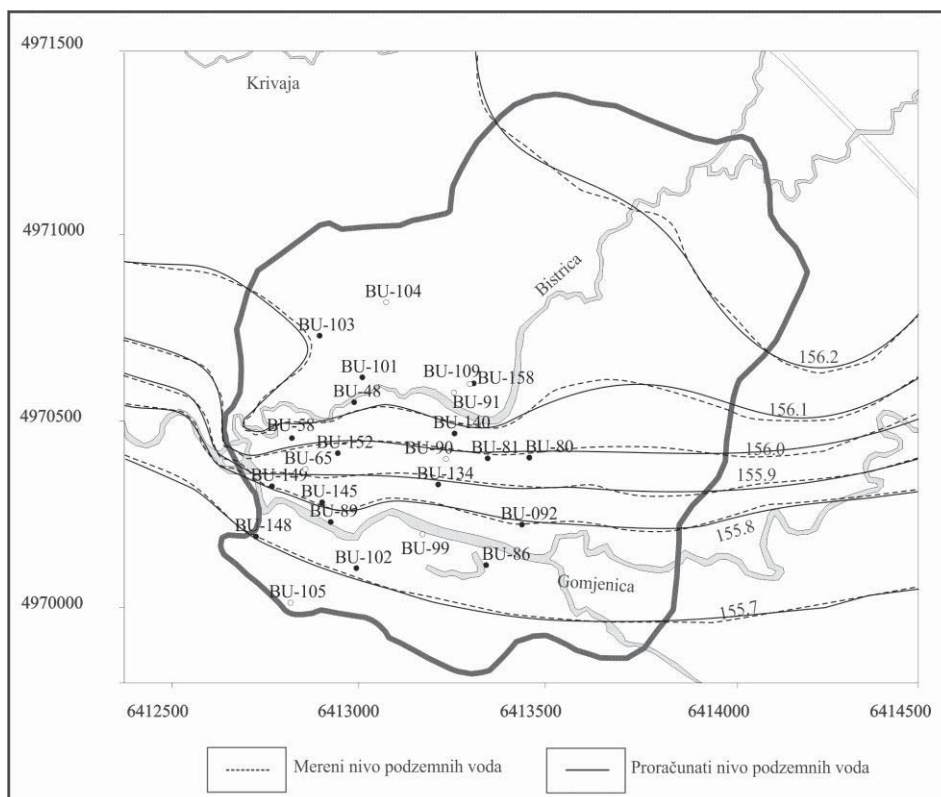 4971500
Krivaja
4971000
Bistrica
BU-104
BU-103
156.2
BU-101
BU-109
BU-158
BU-48
BU-91
156.1
4970500
BU-58
BU-140
BU-152
BU-90
BU-81
BU-80
156.0
BU-65
BU-149
BU-134
155.9
BU-145
BU-89
BU-092
155.8
BU-148
BU-99
BU-102
BU-86
Gomjenica
BU-105
4970000
155.7
6412500
6413000
6413500
6414000
6414500
Mereni nivo podzemnih voda
Proračunati nivo podzemnih voda